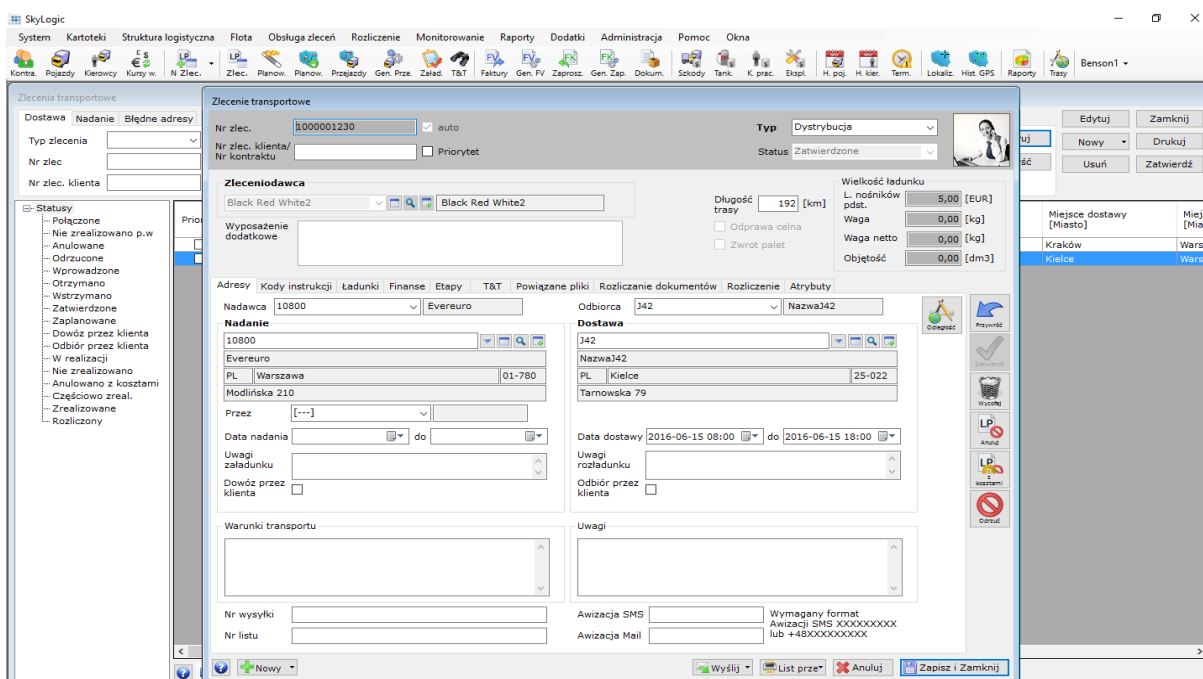 SkyLogic
System Kartoteki Struktura logistyczna Flota Obsługa zleceń Rozliczenie Monitorowanie Raporty Dodatki Administracja Pomoc Okna
Kontra. Pojazdy Kierowcy Kursy w. N Zlec. Zlec. Planow. Planow. Przejazdy Gen. Prze. Załad. T&T Faktury Gen. FV Zaprosz. Gen. Zap. Dokum. Szkody Tank. K. prac. Ekspl. H. poj. H. kier. Term. Lokaliz. Hist. GPS Raporty Trasy Benson1
Zlecenia transportowe
Dostawa Nadanie Błędne adresy
Typ zlecenia
Nr zlec
Nr zlec. klienta
Edytuj Zamknij
Nowy Drukuj
Usuń Zatwierdź
Statusy
Połączone
Nie zrealizowano p.w
Anulowane
Odrzucone
Wprowadzone
Otrzymano
Wstrzymano
Zatwierdzone
Zaplanowane
Dowóz przez klienta
Odbiór przez klienta
W realizacji
Nie zrealizowano
Anulowano z kosztami
Częściowo zreal.
Zrealizowane
Rozliczony
Miejsce dostawy
[Miasto]
Kraków
Kielce
Zlecenie transportowe
Nr zlec. 1000001230 auto Typ Dystrybucja
Nr zlec. klienta/
Nr kontraktu Priorytet Status Zatwierdzone
Zleceniodawca
Black Red White2 Black Red White2
Wyposażenie
dodatkowe
Długość
trasy 192 [km]
Odprawa celna
Zwrot palet
Wielkość ładunku
L. nośników
pdst. 5,00 [EUR]
Waga 0,00 [kg]
Waga netto 0,00 [kg]
Objętość 0,00 [dm3]
Adresy Kody instrukcji Ładunki Finanse Etapy T&T Powiązane pliki Rozliczanie dokumentów Rozliczenie Atrybuty
Nadawca 10800 Evereuro Odbiorca J42 NazwaJ42
Nadanie
10800
Evereuro
PL Warszawa 01-780
Modlińska 210
Przez [---]
Data nadania do
Uwagi
załadunku
Dowóz przez
klienta
Dostawa
J42
NazwaJ42
PL Kielce 25-022
Tarnowska 79
Data dostawy 2016-06-15 08:00 do 2016-06-15 18:00
Uwagi
rozładunku
Odbiór przez
klienta
Odległość
Przywróć
Zatwierdź
Wycofaj
LP
Anuluj
LP
z
kosztami
Odrzuć
Warunki transportu
Uwagi
Nr wysyłki
Nr listu
Awizacja SMS
Awizacja Mail
Wymagany format
Awizacji SMS XXXXXXXXX
lub +48XXXXXXXXX
Nowy Wyślij List prze Anuluj Zapisz i Zamknij